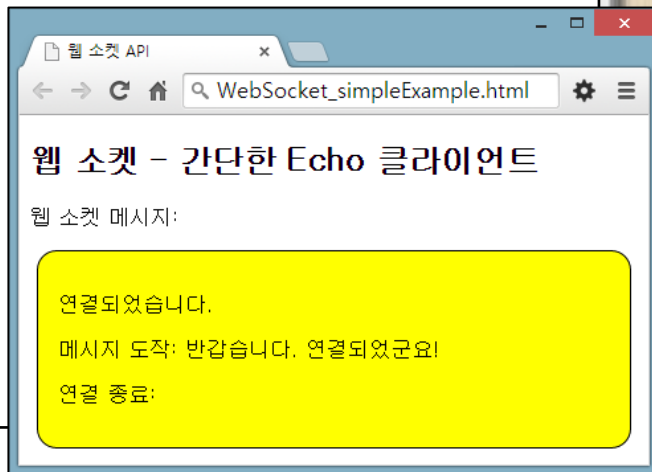 웹 소켓 API
WebSocket_simpleExample.html
웹 소켓 - 간단한 Echo 클라이언트
웹 소켓 메시지:
연결되었습니다.
메시지 도작: 반갑습니다. 연결되었군요!
연결 종료: